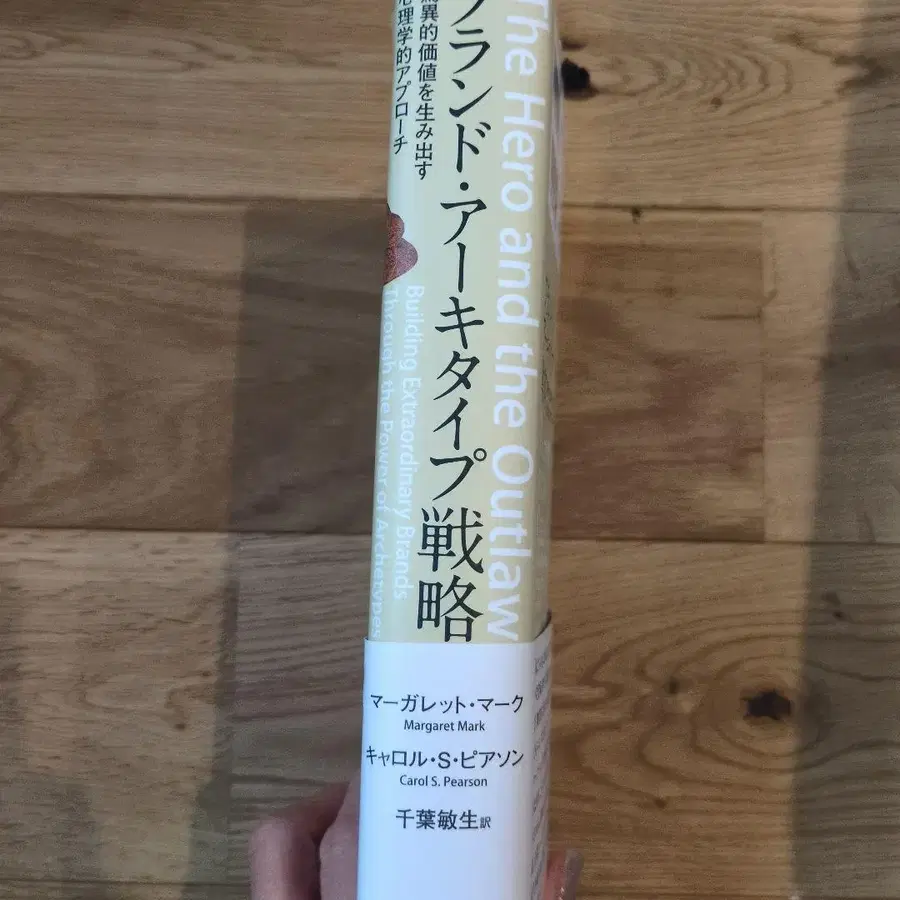 The Hero and the Outlaw
ブランド・アーキタイプ戦略
驚異的価値を生み出す
心理学的アプローチ
Building Extraordinary Brands
Through the Power of Archetypes
マーガレット・マーク
Margaret Mark
キャロル・S・ピアソン
Carol S. Pearson
千葉敏生 訳